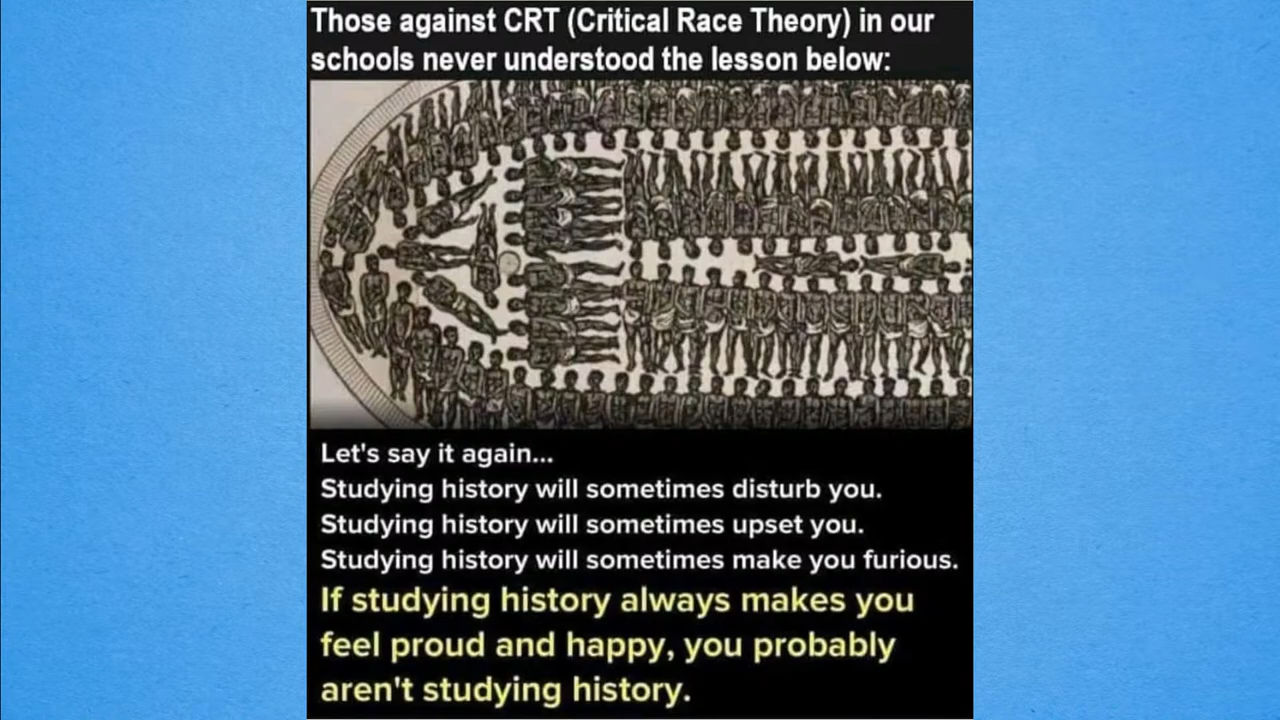 Those against CRT (Critical Race Theory) in our
schools never understood the lesson below:
Let's say it again...
Studying history will sometimes disturb you.
Studying history will sometimes upset you.
Studying history will sometimes make you furious.
If studying history always makes you
feel proud and happy, you probably
aren't studying history.